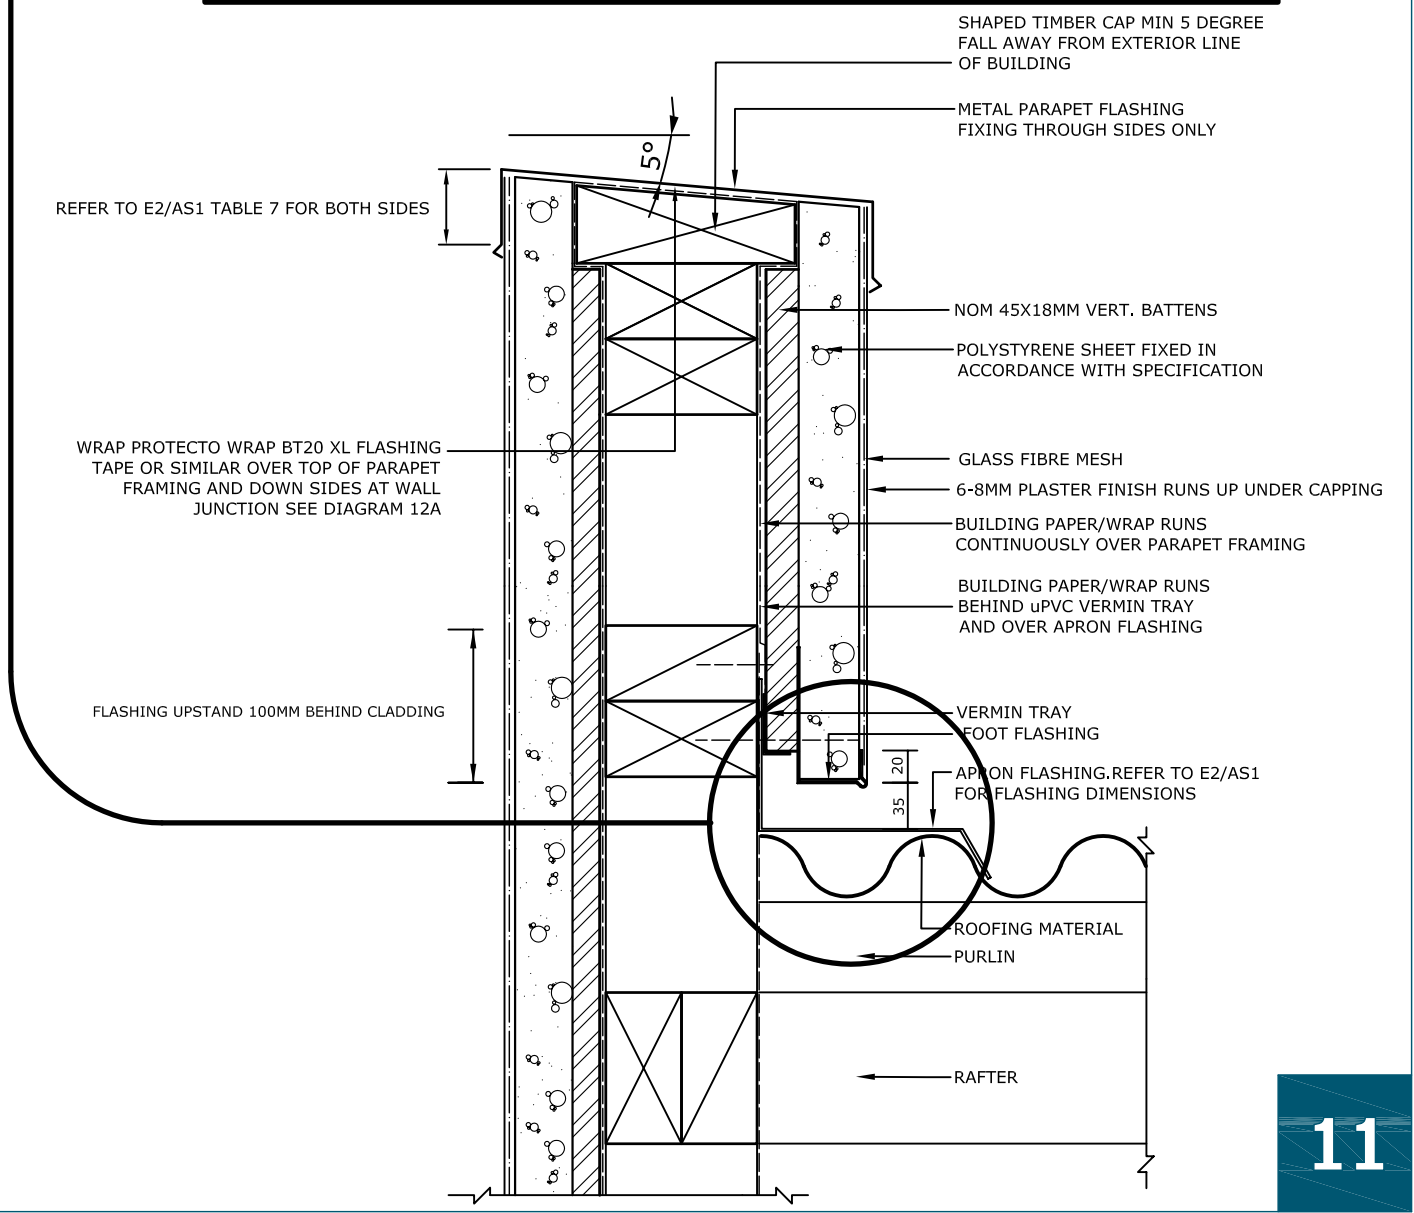 SHAPED TIMBER CAP MIN 5 DEGREE
FALL AWAY FROM EXTERIOR LINE
OF BUILDING
METAL PARAPET FLASHING
FIXING THROUGH SIDES ONLY
5°
REFER TO E2/AS1 TABLE 7 FOR BOTH SIDES
NOM 45X18MM VERT. BATTENS
POLYSTYRENE SHEET FIXED IN
ACCORDANCE WITH SPECIFICATION
WRAP PROTECTO WRAP BT20 XL FLASHING
TAPE OR SIMILAR OVER TOP OF PARAPET
FRAMING AND DOWN SIDES AT WALL
JUNCTION SEE DIAGRAM 12A
GLASS FIBRE MESH
6-8MM PLASTER FINISH RUNS UP UNDER CAPPING
BUILDING PAPER/WRAP RUNS
CONTINUOUSLY OVER PARAPET FRAMING
BUILDING PAPER/WRAP RUNS
BEHIND uPVC VERMIN TRAY
AND OVER APRON FLASHING
FLASHING UPSTAND 100MM BEHIND CLADDING
VERMIN TRAY
FOOT FLASHING
20
APRON FLASHING.REFER TO E2/AS1
FOR FLASHING DIMENSIONS
35
ROOFING MATERIAL
PURLIN
RAFTER
11